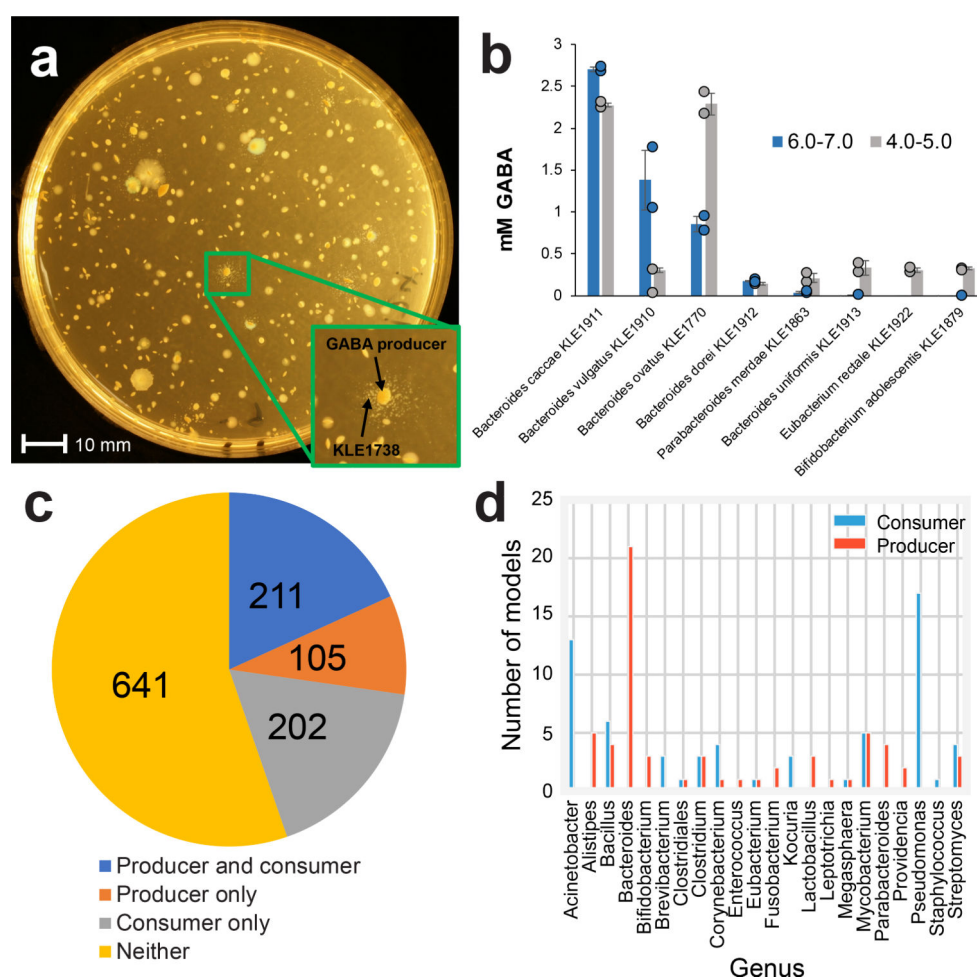 a
GABA producer
KLE1738
10 mm
b
3
2.5
2
1.5
1
0.5
0
mM GABA
6.0-7.0
4.0-5.0
Bacteroides caccae KLE1911
Bacteroides vulgatus KLE1910
Bacteroides ovatus KLE1770
Bacteroides dorei KLE1912
Parabacteroides merdae KLE1863
Bacteroides uniformis KLE1913
Eubacterium rectale KLE1922
Bifidobacterium adolescentis KLE1879
c
211
105
202
641
Producer and consumer
Producer only
Consumer only
Neither
d
25
20
15
10
5
0
Number of models
Consumer
Producer
Acinetobacter
Alistipes
Bacillus
Bacteroides
Bifidobacterium
Brevibacterium
Clostridiales
Clostridium
Corynebacterium
Enterococcus
Eubacterium
Fusobacterium
Kocuria
Lactobacillus
Leptotrichia
Megasphaera
Mycobacterium
Parabacteroides
Providencia
Pseudomonas
Staphylococcus
Streptomyces
Genus